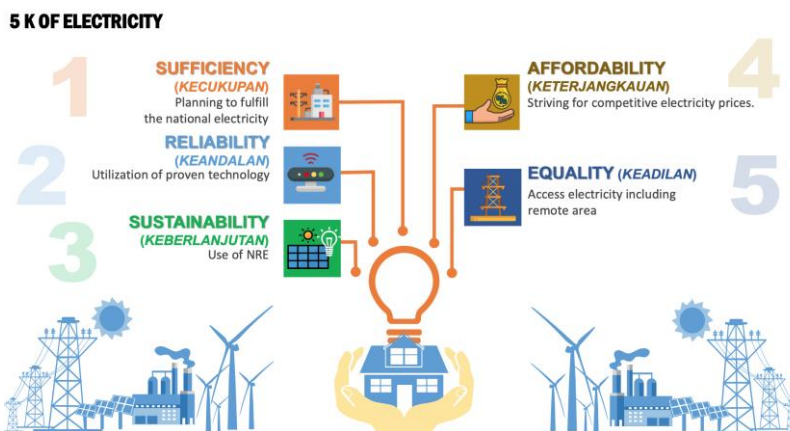 5 K OF ELECTRICITY
1
SUFFICIENCY
(KECUKUPAN)
Planning to fulfill
the national electricity
2
RELIABILITY
(KEANDALAN)
Utilization of proven technology
3
SUSTAINABILITY
(KEBERLANJUTAN)
Use of NRE
4
AFFORDABILITY
(KETERJANGKAUAN)
Striving for competitive electricity prices.
5
EQUALITY (KEADILAN)
Access electricity including
remote area